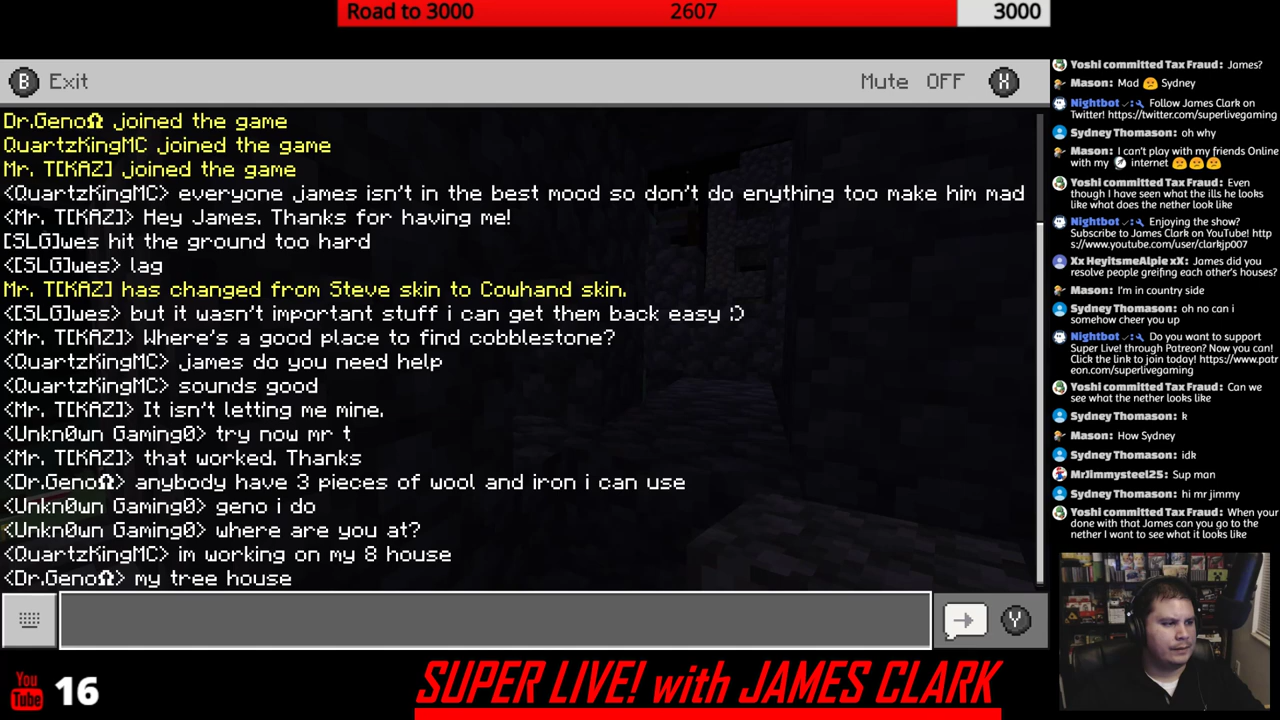 Road to 3000 2607 3000
B Exit Mute OFF X
Dr.GenoΩ joined the game
QuartzKingMC joined the game
Mr. T[KAZ] joined the game
<QuartzKingMC> everyone james isn't in the best mood so don't do enything too make him mad
<Mr. T[KAZ]> Hey James. Thanks for having me!
[SLG]wes hit the ground too hard
<[SLG]wes> lag
Mr. T[KAZ] has changed from Steve skin to Cowhand skin.
<[SLG]wes> but it wasn't important stuff i can get them back easy :)
<Mr. T[KAZ]> Where's a good place to find cobblestone?
<QuartzKingMC> james do you need help
<QuartzKingMC> sounds good
<Mr. T[KAZ]> It isn't letting me mine.
<Unkn0wn Gaming0> try now mr t
<Mr. T[KAZ]> that worked. Thanks
<Dr.GenoΩ> anybody have 3 pieces of wool and iron i can use
<Unkn0wn Gaming0> geno i do
<Unkn0wn Gaming0> where are you at?
<QuartzKingMC> im working on my 8 house
<Dr.GenoΩ> my tree house
Y
Yoshi committed Tax Fraud: James?
Mason: Mad 😕 Sydney
Nightbot: Follow James Clark on
Twitter! https://twitter.com/superlivegaming
Sydney Thomason: oh why
Mason: I can't play with my friends Online
with my internet 😕😕😕
Yoshi committed Tax Fraud: Even
though I have seen what the ills he looks
like what does the nether look like
Nightbot: Enjoying the show?
Subscribe to James Clark on YouTube! http
s://www.youtube.com/user/clarkjp007
Xx HeyitsmeAlpie xX: James did you
resolve people greifing each other's houses?
Mason: I'm in country side
Sydney Thomason: oh no can i
somehow cheer you up
Nightbot: Do you want to support
Super Live! through Patreon? Now you can!
Click the link to join today! https://www.patr
eon.com/superlivegaming
Yoshi committed Tax Fraud: Can we
see what the nether looks like
Sydney Thomason: k
Mason: How Sydney
Sydney Thomason: idk
MrJimmysteel25: Sup man
Sydney Thomason: hi mr jimmy
Yoshi committed Tax Fraud: When your
done with that James can you go to the
nether I want to see what it looks like
You
Tube 16
SUPER LIVE! with JAMES CLARK